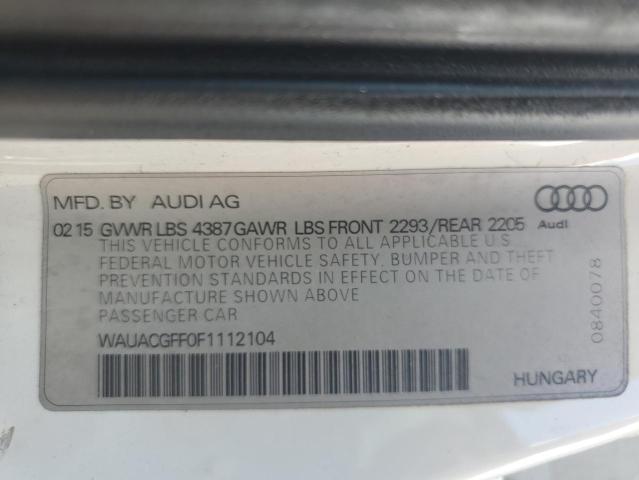 MFD. BY AUDI AG
02 15 GVWR LBS 4387 GAWR LBS FRONT 2293/REAR 2205
Audi
THIS VEHICLE CONFORMS TO ALL APPLICABLE U.S
FEDERAL MOTOR VEHICLE SAFETY, BUMPER AND THEFT
PREVENTION STANDARDS IN EFFECT ON THE DATE OF
MANUFACTURE SHOWN ABOVE
PASSENGER CAR
WAUACGFF0F1112104
0840078
HUNGARY